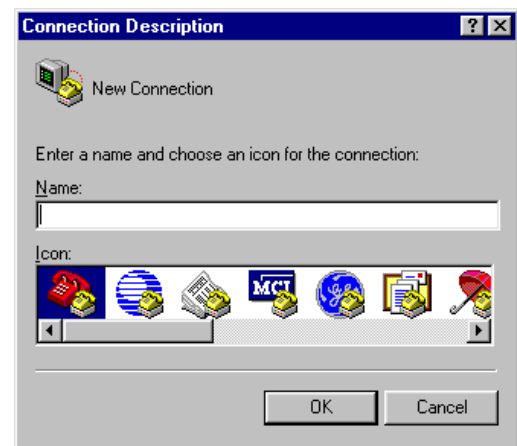 Connection Description
New Connection
Enter a name and choose an icon for the connection:
Name:
Icon:
MCI
OK Cancel